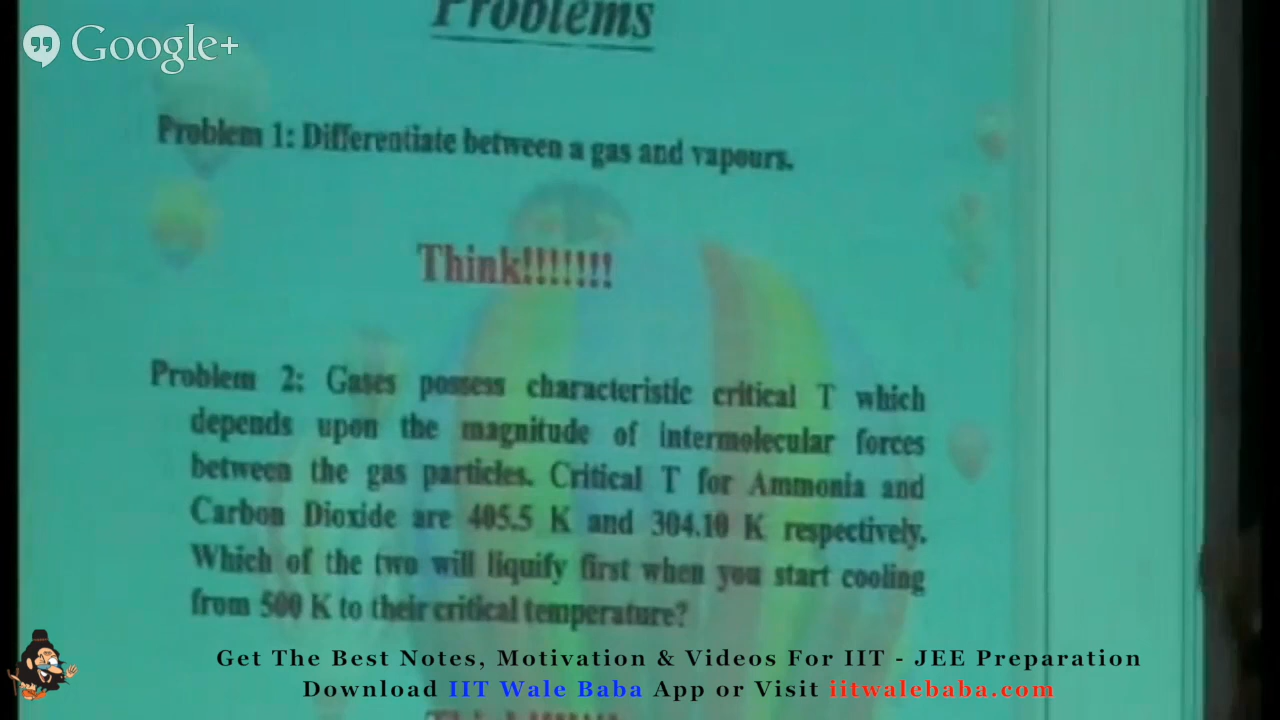 Google+
Problems
Problem 1: Differentiate between a gas and vapours.
Think!!!!!!!
Problem 2: Gases possess characteristic critical T which
depends upon the magnitude of intermolecular forces
between the gas particles. Critical T for Ammonia and
Carbon Dioxide are 405.5 K and 304.10 K respectively.
Which of the two will liquify first when you start cooling
from 500 K to their critical temperature?
Get The Best Notes, Motivation & Videos For IIT - JEE Preparation
Download IIT Wale Baba App or Visit iitwalebaba.com